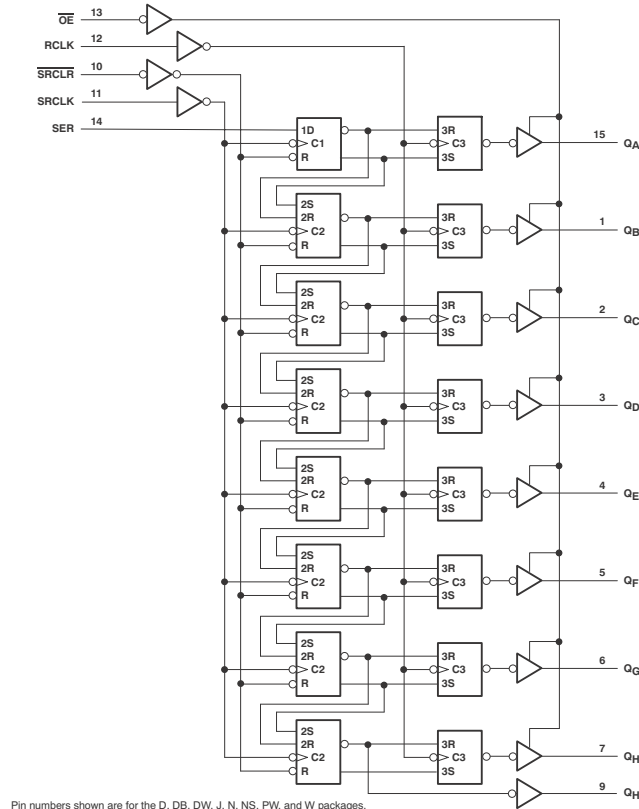 OE 13
RCLK 12
SRCLR 10
SRCLK 11
SER 14
1D
C1
R
3R
C3
3S
15
QA
2S
2R
C2
R
3R
C3
3S
1
QB
2S
2R
C2
R
3R
C3
3S
2
QC
2S
2R
C2
R
3R
C3
3S
3
QD
2S
2R
C2
R
3R
C3
3S
4
QE
2S
2R
C2
R
3R
C3
3S
5
QF
2S
2R
C2
R
3R
C3
3S
6
QG
2S
2R
C2
R
3R
C3
3S
7
QH
9
QH
Pin numbers shown are for the D, DB, DW, J, N, NS, PW, and W packages.